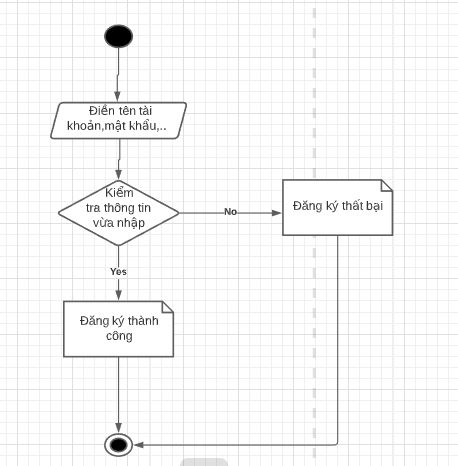 Điền tên tài
khoản,mật khẩu,..
Kiểm
tra thông tin
vừa nhập
No
Đăng ký thất bại
Yes
Đăng ký thành
công